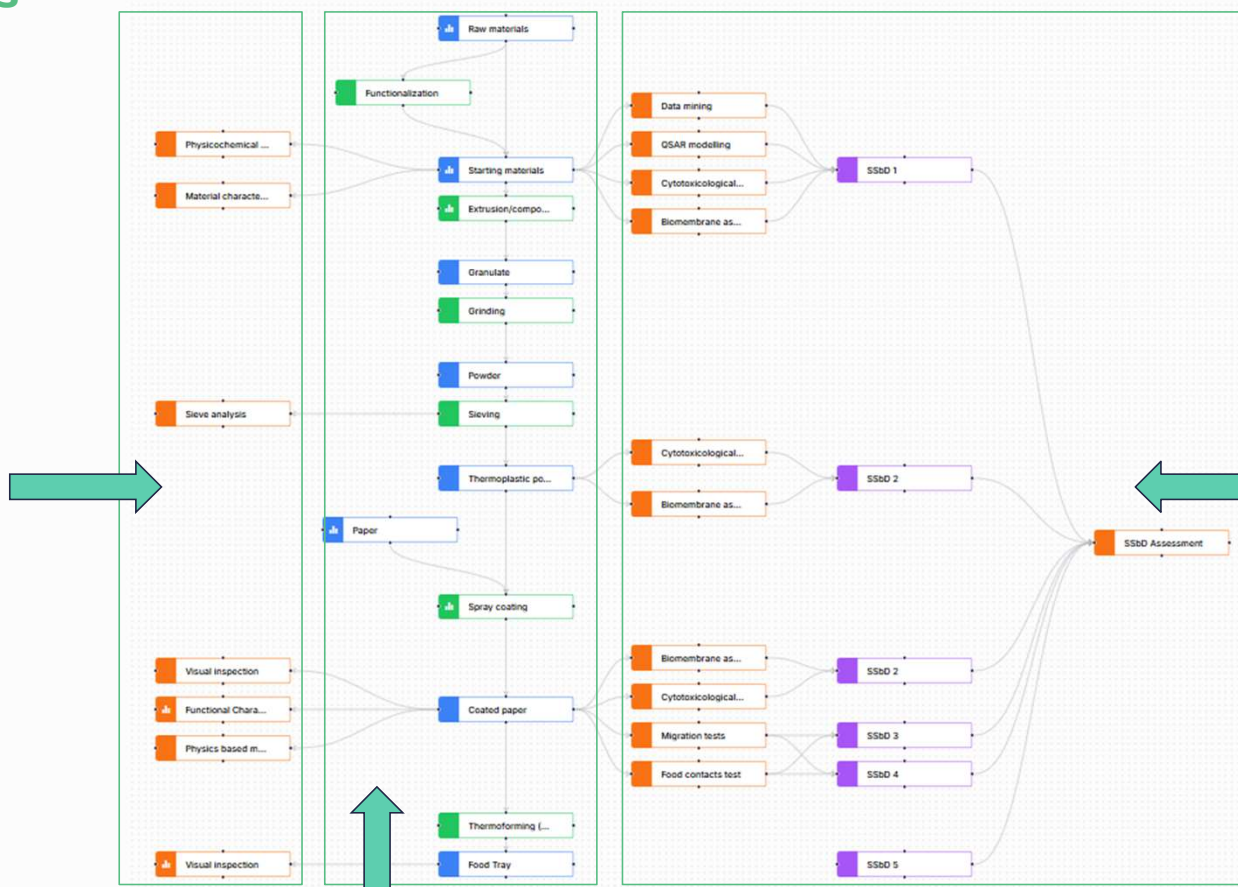 Raw materials
Functionalization
Data mining
Physicochemical ...
QSAR modelling
Starting materials
SSbD 1
Cytotoxicological...
Material characte...
Extrusion/compo...
Biomembrane as...
Granulate
Grinding
Powder
Sieve analysis
Sieving
Cytotoxicological...
Thermoplastic po...
SSbD 2
Biomembrane as...
Paper
SSbD Assessment
Spray coating
Biomembrane as...
Visual inspection
SSbD 2
Cytotoxicological...
Functional Chara...
Coated paper
Migration tests
SSbD 3
Physics based m...
Food contacts test
SSbD 4
Thermoforming (...
Visual inspection
Food Tray
SSbD 5